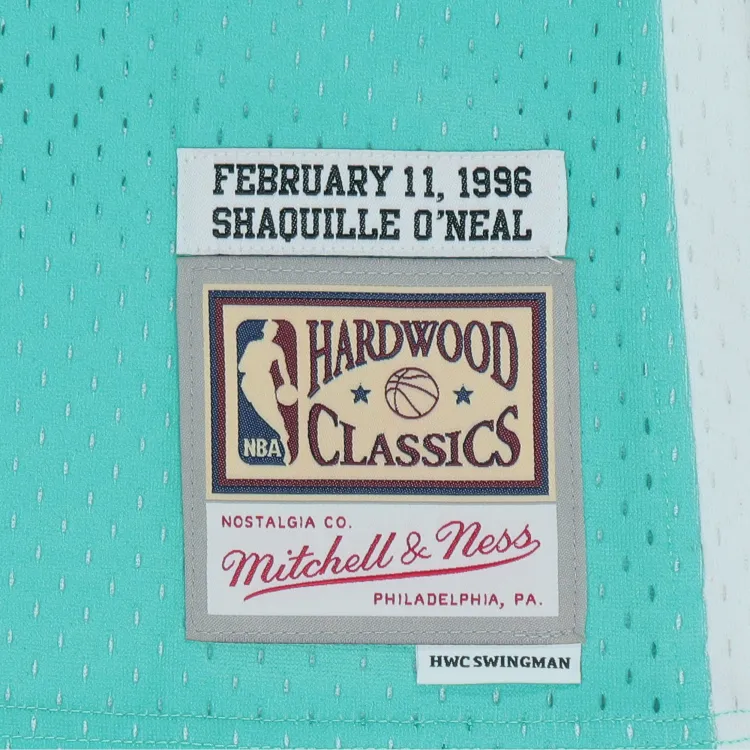 FEBRUARY 11, 1996
SHAQUILLE O'NEAL
HARDWOOD
CLASSICS
NBA
NOSTALGIA CO.
Mitchell & Ness
PHILADELPHIA, PA.
HWC SWINGMAN